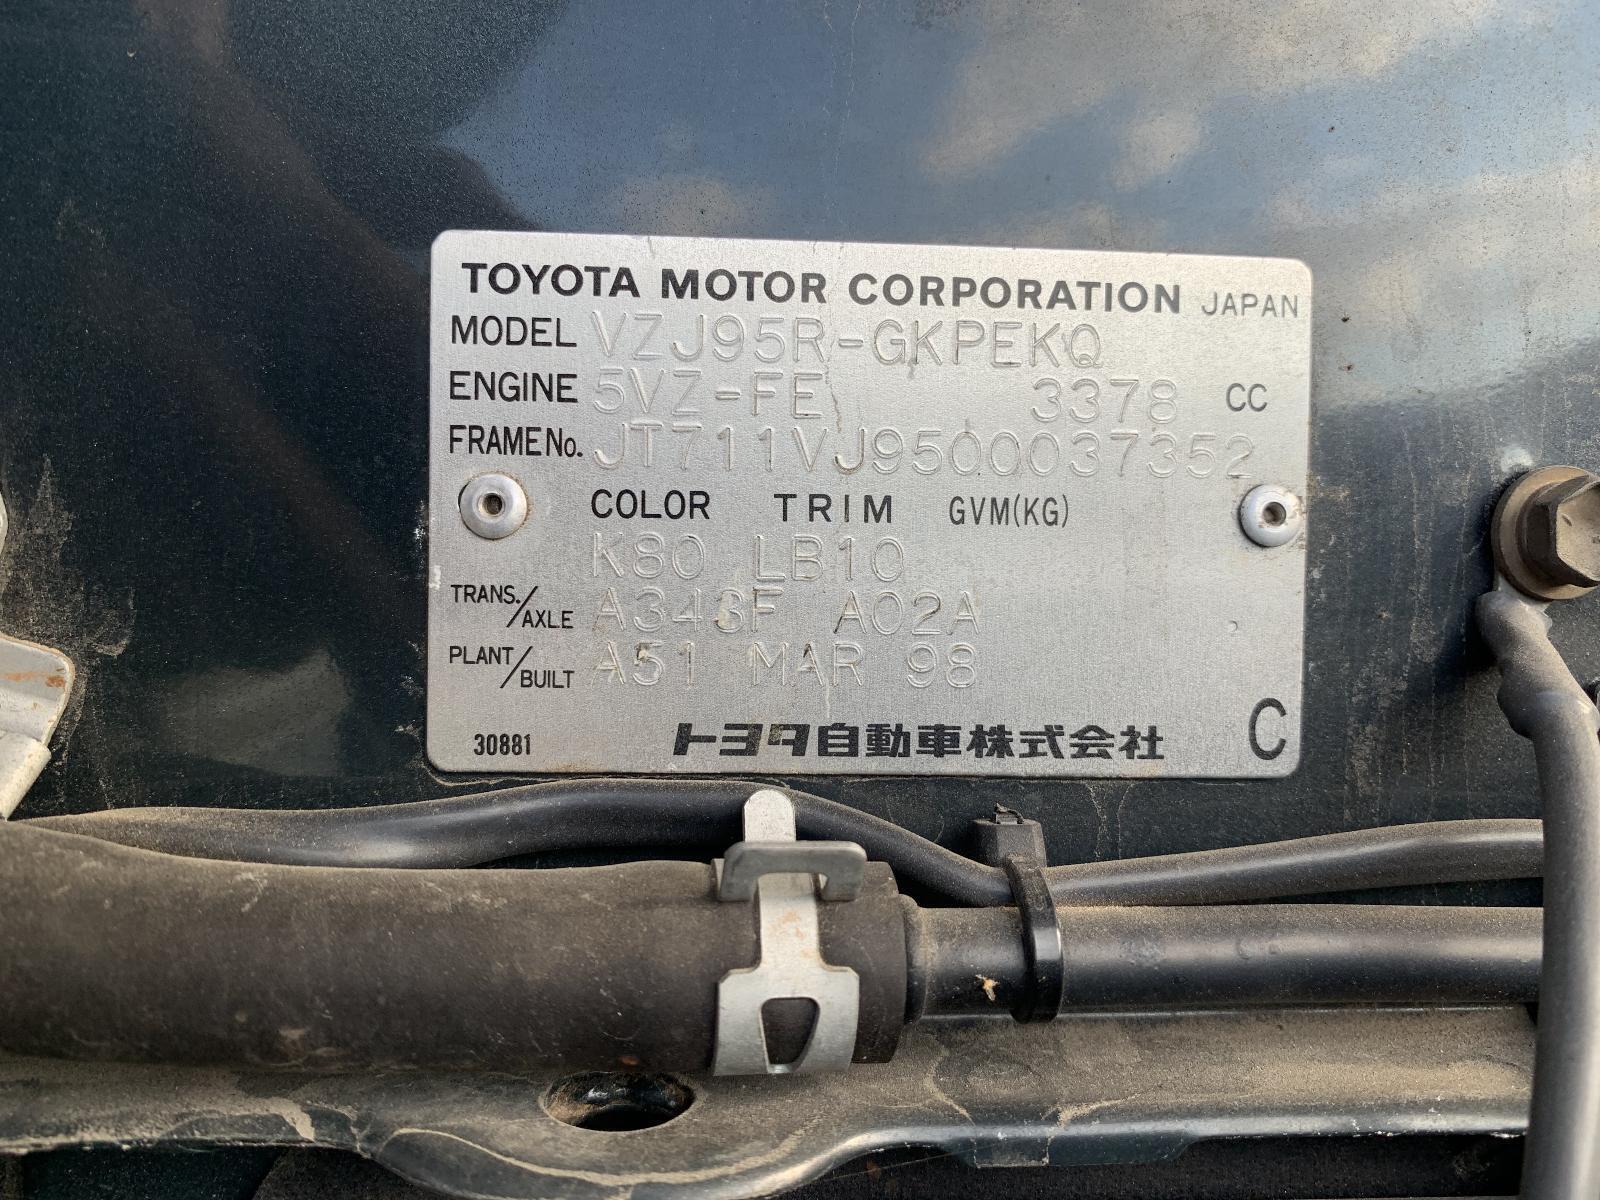 TOYOTA MOTOR CORPORATION JAPAN
MODEL VZJ95R-GKPEKQ
ENGINE 5VZ-FE 3378 CC
FRAME No. JT711VJ9500037352
COLOR TRIM GVM(KG)
K80 LB10
TRANS./AXLE A343F A02A
PLANT/BUILT A51 MAR 98
30881 トヨタ自動車株式会社 C